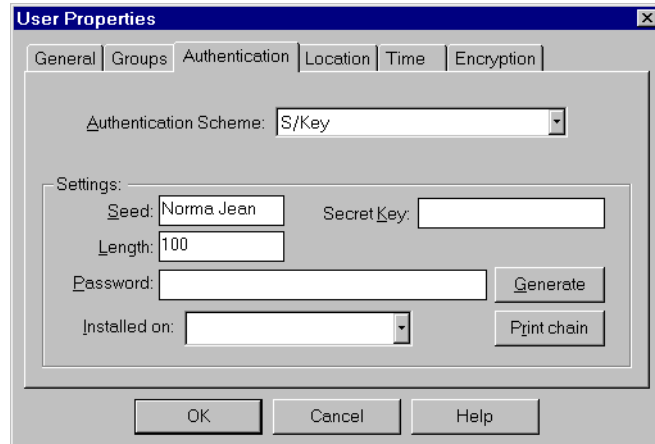 User Properties
General Groups Authentication Location Time Encryption
Authentication Scheme: S/Key
Settings:
Seed: Norma Jean Secret Key:
Length: 100
Password: Generate
Installed on: Print chain
OK Cancel Help